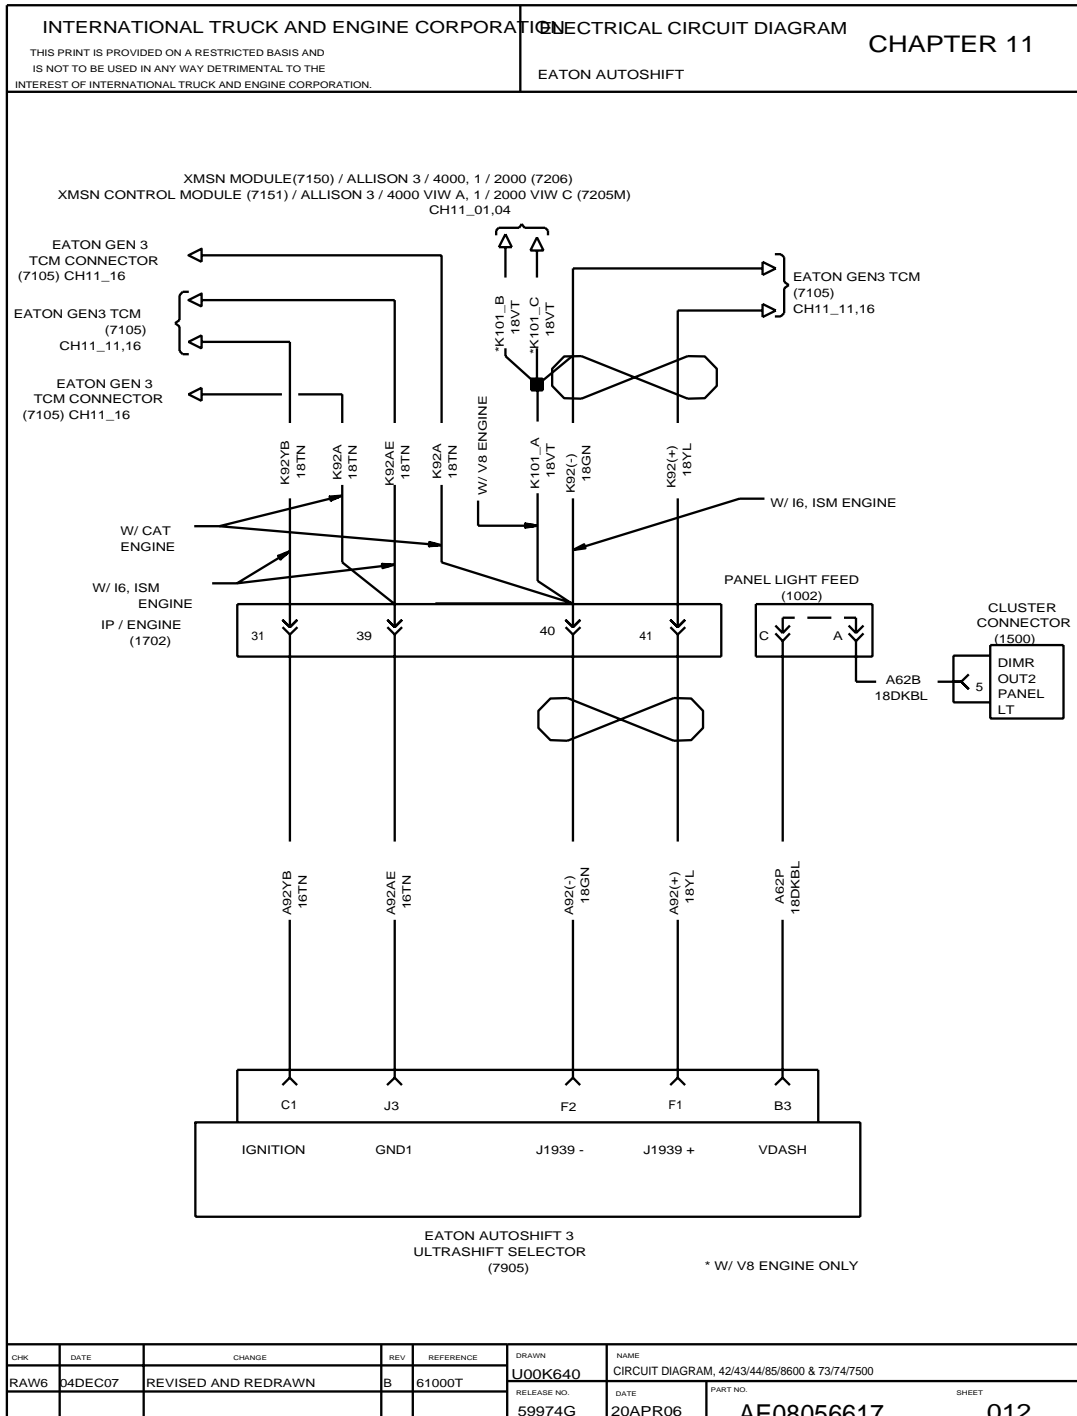 INTERNATIONAL TRUCK AND ENGINE CORPORATION
THIS PRINT IS PROVIDED ON A RESTRICTED BASIS AND
IS NOT TO BE USED IN ANY WAY DETRIMENTAL TO THE
INTEREST OF INTERNATIONAL TRUCK AND ENGINE CORPORATION.
ELECTRICAL CIRCUIT DIAGRAM
CHAPTER 11
EATON AUTOSHIFT
XMSN MODULE(7150) / ALLISON 3 / 4000, 1 / 2000 (7206)
XMSN CONTROL MODULE (7151) / ALLISON 3 / 4000 VIW A, 1 / 2000 VIW C (7205M)
CH11_01,04
EATON GEN 3
TCM CONNECTOR
(7105) CH11_16
EATON GEN3 TCM
(7105)
CH11_11,16
EATON GEN 3
TCM CONNECTOR
(7105) CH11_16
EATON GEN3 TCM
(7105)
CH11_11,16
*K101_B
18VT
*K101_C
18VT
K92YB
18TN
K92A
18TN
K92AE
18TN
K92A
18TN
W/ V8 ENGINE
K101_A
18VT
K92(-)
18GN
K92(+)
18YL
W/ I6, ISM ENGINE
W/ CAT
ENGINE
W/ I6, ISM
ENGINE
IP / ENGINE
(1702)
31
39
40
41
PANEL LIGHT FEED
(1002)
C
A
A62B
18DKBL
CLUSTER
CONNECTOR
(1500)
5
DIMR
OUT2
PANEL
LT
A92YB
16TN
A92AE
16TN
A92(-)
18GN
A92(+)
18YL
A62P
18DKBL
C1
J3
F2
F1
B3
IGNITION
GND1
J1939 -
J1939 +
VDASH
EATON AUTOSHIFT 3
ULTRASHIFT SELECTOR
(7905)
* W/ V8 ENGINE ONLY
CHK
DATE
CHANGE
REV
REFERENCE
RAW6
04DEC07
REVISED AND REDRAWN
B
61000T
DRAWN
U00K640
NAME
CIRCUIT DIAGRAM, 42/43/44/85/8600 & 73/74/7500
RELEASE NO.
59974G
DATE
20APR06
PART NO.
AE08056617
SHEET
012